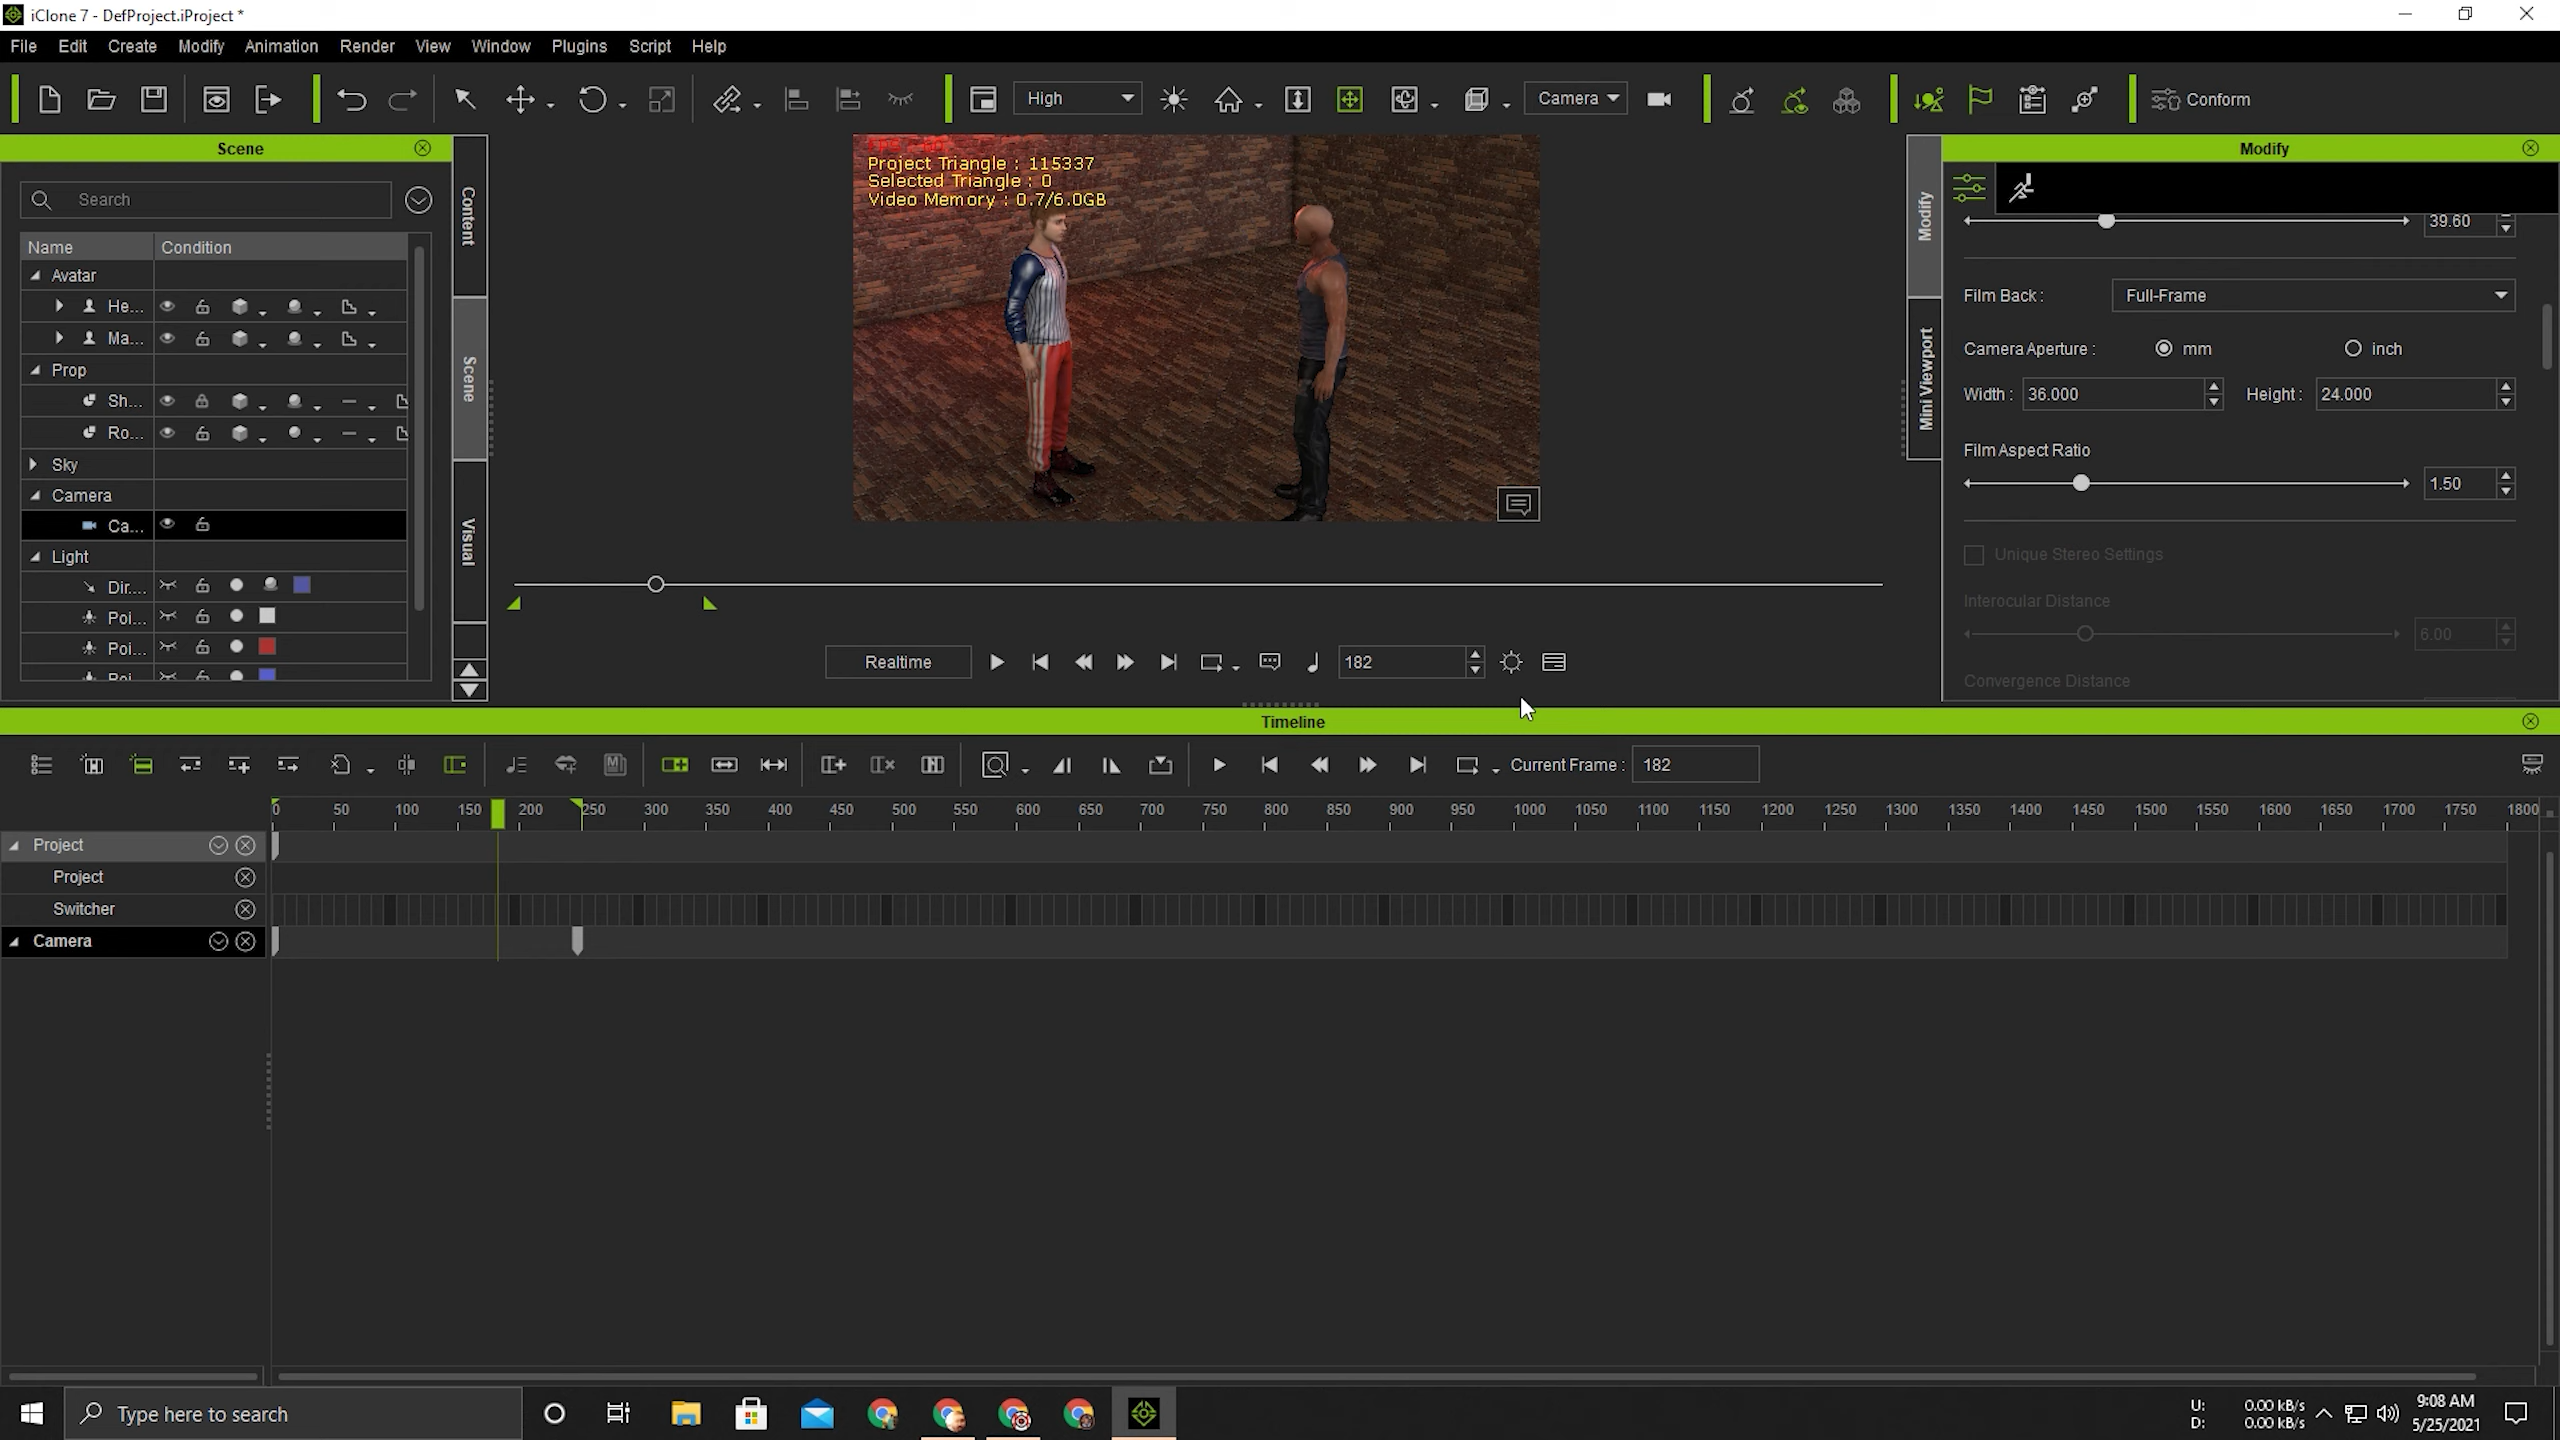 iClone 7 - DefProject.iProject *
File Edit Create Modify Animation Render View Window Plugins Script Help
High
Camera
Conform
Scene
Search
Name Condition
Avatar
He...
Ma...
Prop
Sh...
Ro...
Sky
Camera
Ca...
Light
Dir....
Poi...
Poi...
Poi...
Content
Scene
Visual
Project Triangle : 115337
Selected Triangle : 0
Video Memory : 0.7/6.0GB
Realtime
182
Modify
Mini Viewport
Modify
39.60
Film Back :
Full-Frame
Camera Aperture : mm inch
Width : 36.000 Height : 24.000
Film Aspect Ratio
1.50
Unique Stereo Settings
Interocular Distance
6.00
Convergence Distance
Timeline
Current Frame : 182
0 50 100 150 200 250 300 350 400 450 500 550 600 650 700 750 800 850 900 950 1000 1050 1100 1150 1200 1250 1300 1350 1400 1450 1500 1550 1600 1650 1700 1750 1800
Project
Project
Switcher
Camera
Type here to search
U: 0.00 kB/s
D: 0.00 kB/s
9:08 AM
5/25/2021